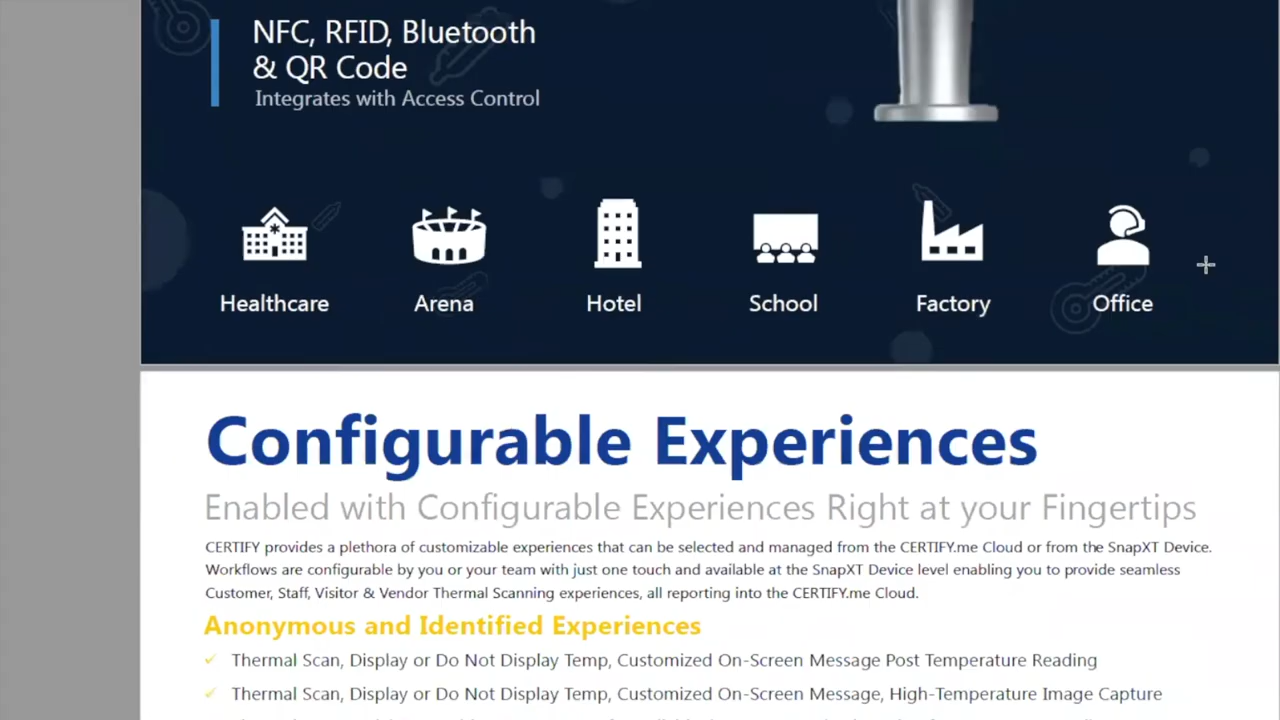 NFC, RFID, Bluetooth
& QR Code
Integrates with Access Control
Healthcare Arena Hotel School Factory Office
Configurable Experiences
Enabled with Configurable Experiences Right at your Fingertips
CERTIFY provides a plethora of customizable experiences that can be selected and managed from the CERTIFY.me Cloud or from the SnapXT Device.
Workflows are configurable by you or your team with just one touch and available at the SnapXT Device level enabling you to provide seamless
Customer, Staff, Visitor & Vendor Thermal Scanning experiences, all reporting into the CERTIFY.me Cloud.
Anonymous and Identified Experiences
Thermal Scan, Display or Do Not Display Temp, Customized On-Screen Message Post Temperature Reading
Thermal Scan, Display or Do Not Display Temp, Customized On-Screen Message, High-Temperature Image Capture